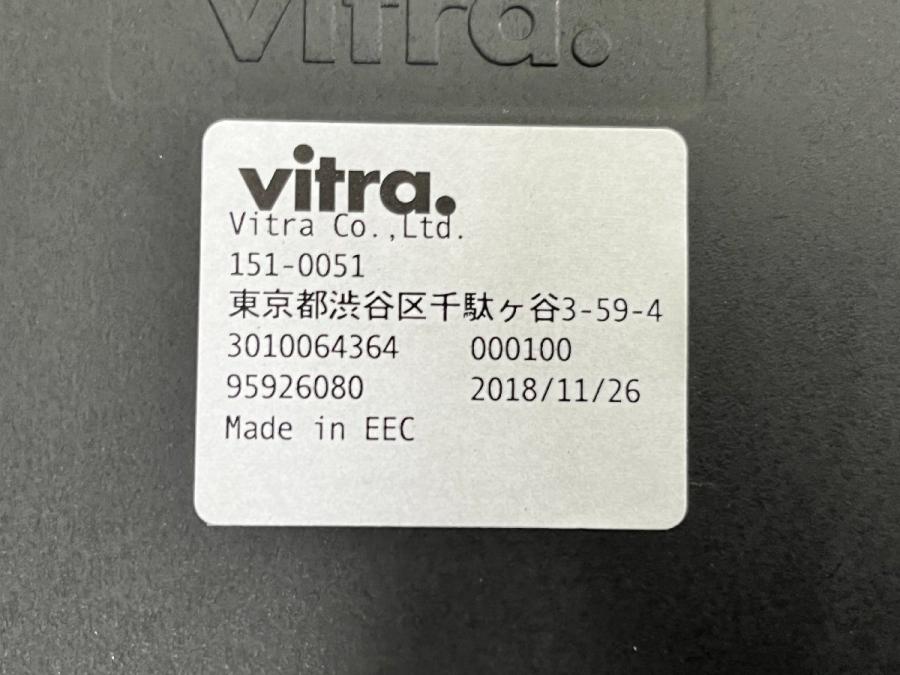 vitra.
vitra.
Vitra Co.,Ltd.
151-0051
東京都渋谷区千駄ヶ谷3-59-4
3010064364 000100
95926080 2018/11/26
Made in EEC